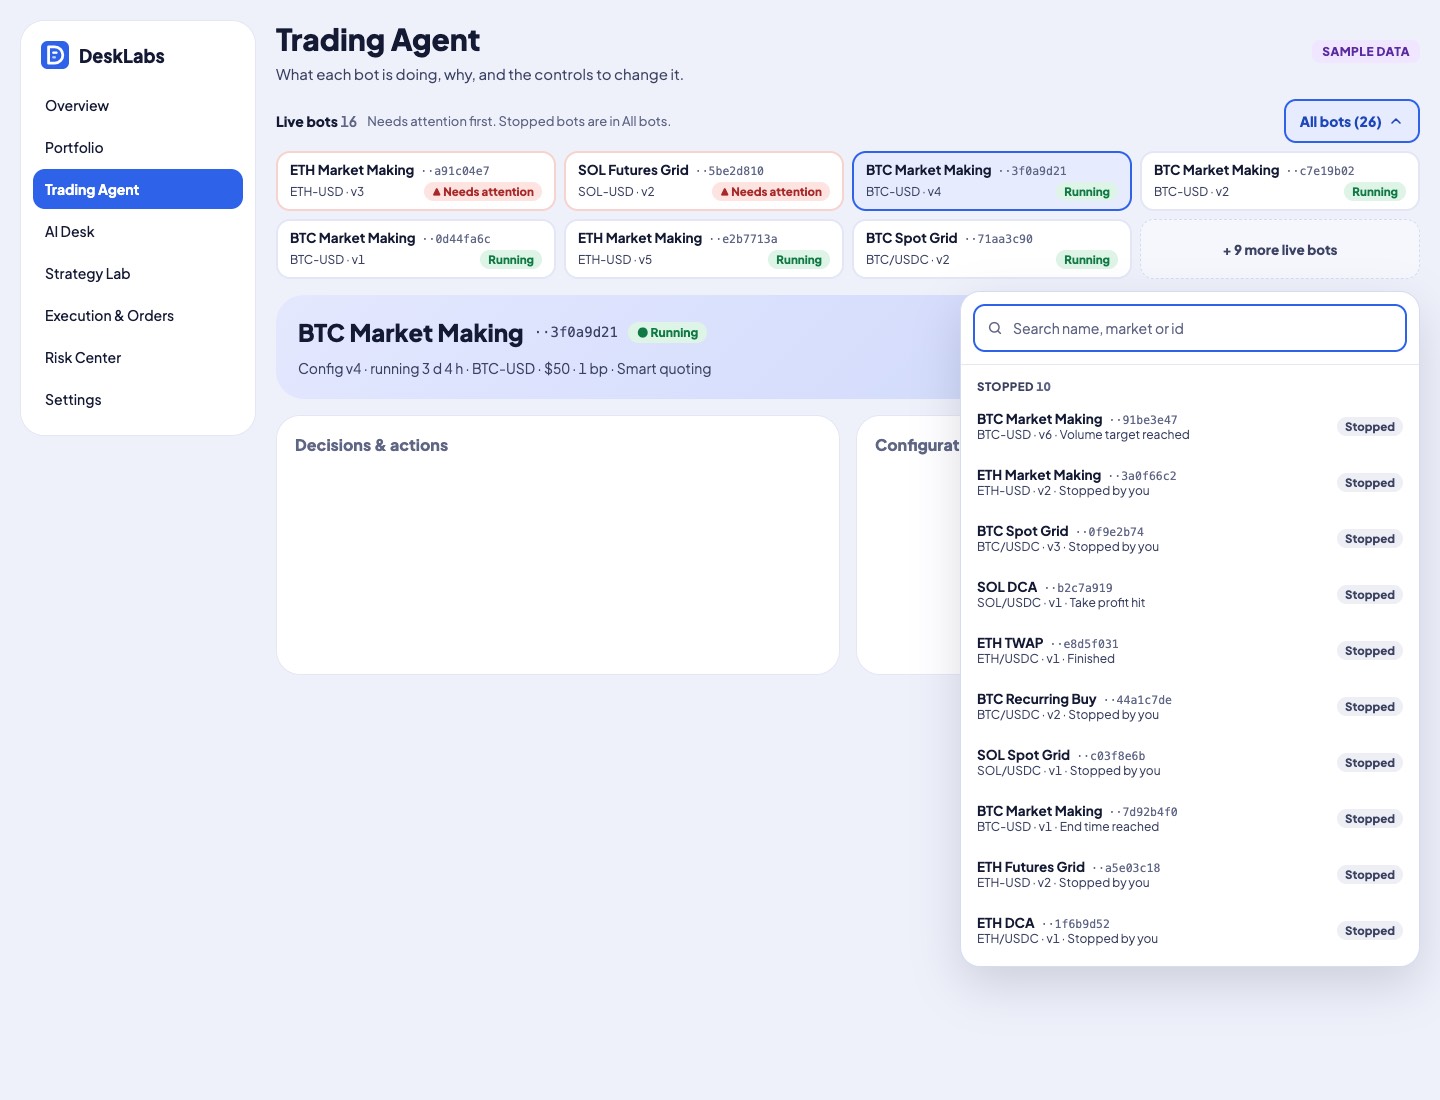 DeskLabs
Overview
Portfolio
Trading Agent
AI Desk
Strategy Lab
Execution & Orders
Risk Center
Settings
Trading Agent
What each bot is doing, why, and the controls to change it.
SAMPLE DATA
Live bots 16 Needs attention first. Stopped bots are in All bots.
All bots (26)
ETH Market Making ··a91c04e7
ETH-USD · v3 Needs attention
SOL Futures Grid ··5be2d810
SOL-USD · v2 Needs attention
BTC Market Making ··3f0a9d21
BTC-USD · v4 Running
BTC Market Making ··c7e19b02
BTC-USD · v2 Running
BTC Market Making ··0d44fa6c
BTC-USD · v1 Running
ETH Market Making ··e2b7713a
ETH-USD · v5 Running
BTC Spot Grid ··71aa3c90
BTC/USDC · v2 Running
+ 9 more live bots
BTC Market Making ··3f0a9d21 Running
Config v4 · running 3 d 4 h · BTC-USD · $50 · 1 bp · Smart quoting
Decisions & actions
Configurat
Search name, market or id
STOPPED 10
BTC Market Making ··91be3e47
BTC-USD · v6 · Volume target reached
Stopped
ETH Market Making ··3a0f66c2
ETH-USD · v2 · Stopped by you
Stopped
BTC Spot Grid ··0f9e2b74
BTC/USDC · v3 · Stopped by you
Stopped
SOL DCA ··b2c7a919
SOL/USDC · v1 · Take profit hit
Stopped
ETH TWAP ··e8d5f031
ETH/USDC · v1 · Finished
Stopped
BTC Recurring Buy ··44a1c7de
BTC/USDC · v2 · Stopped by you
Stopped
SOL Spot Grid ··c03f8e6b
SOL/USDC · v1 · Stopped by you
Stopped
BTC Market Making ··7d92b4f0
BTC-USD · v1 · End time reached
Stopped
ETH Futures Grid ··a5e03c18
ETH-USD · v2 · Stopped by you
Stopped
ETH DCA ··1f6b9d52
ETH/USDC · v1 · Stopped by you
Stopped